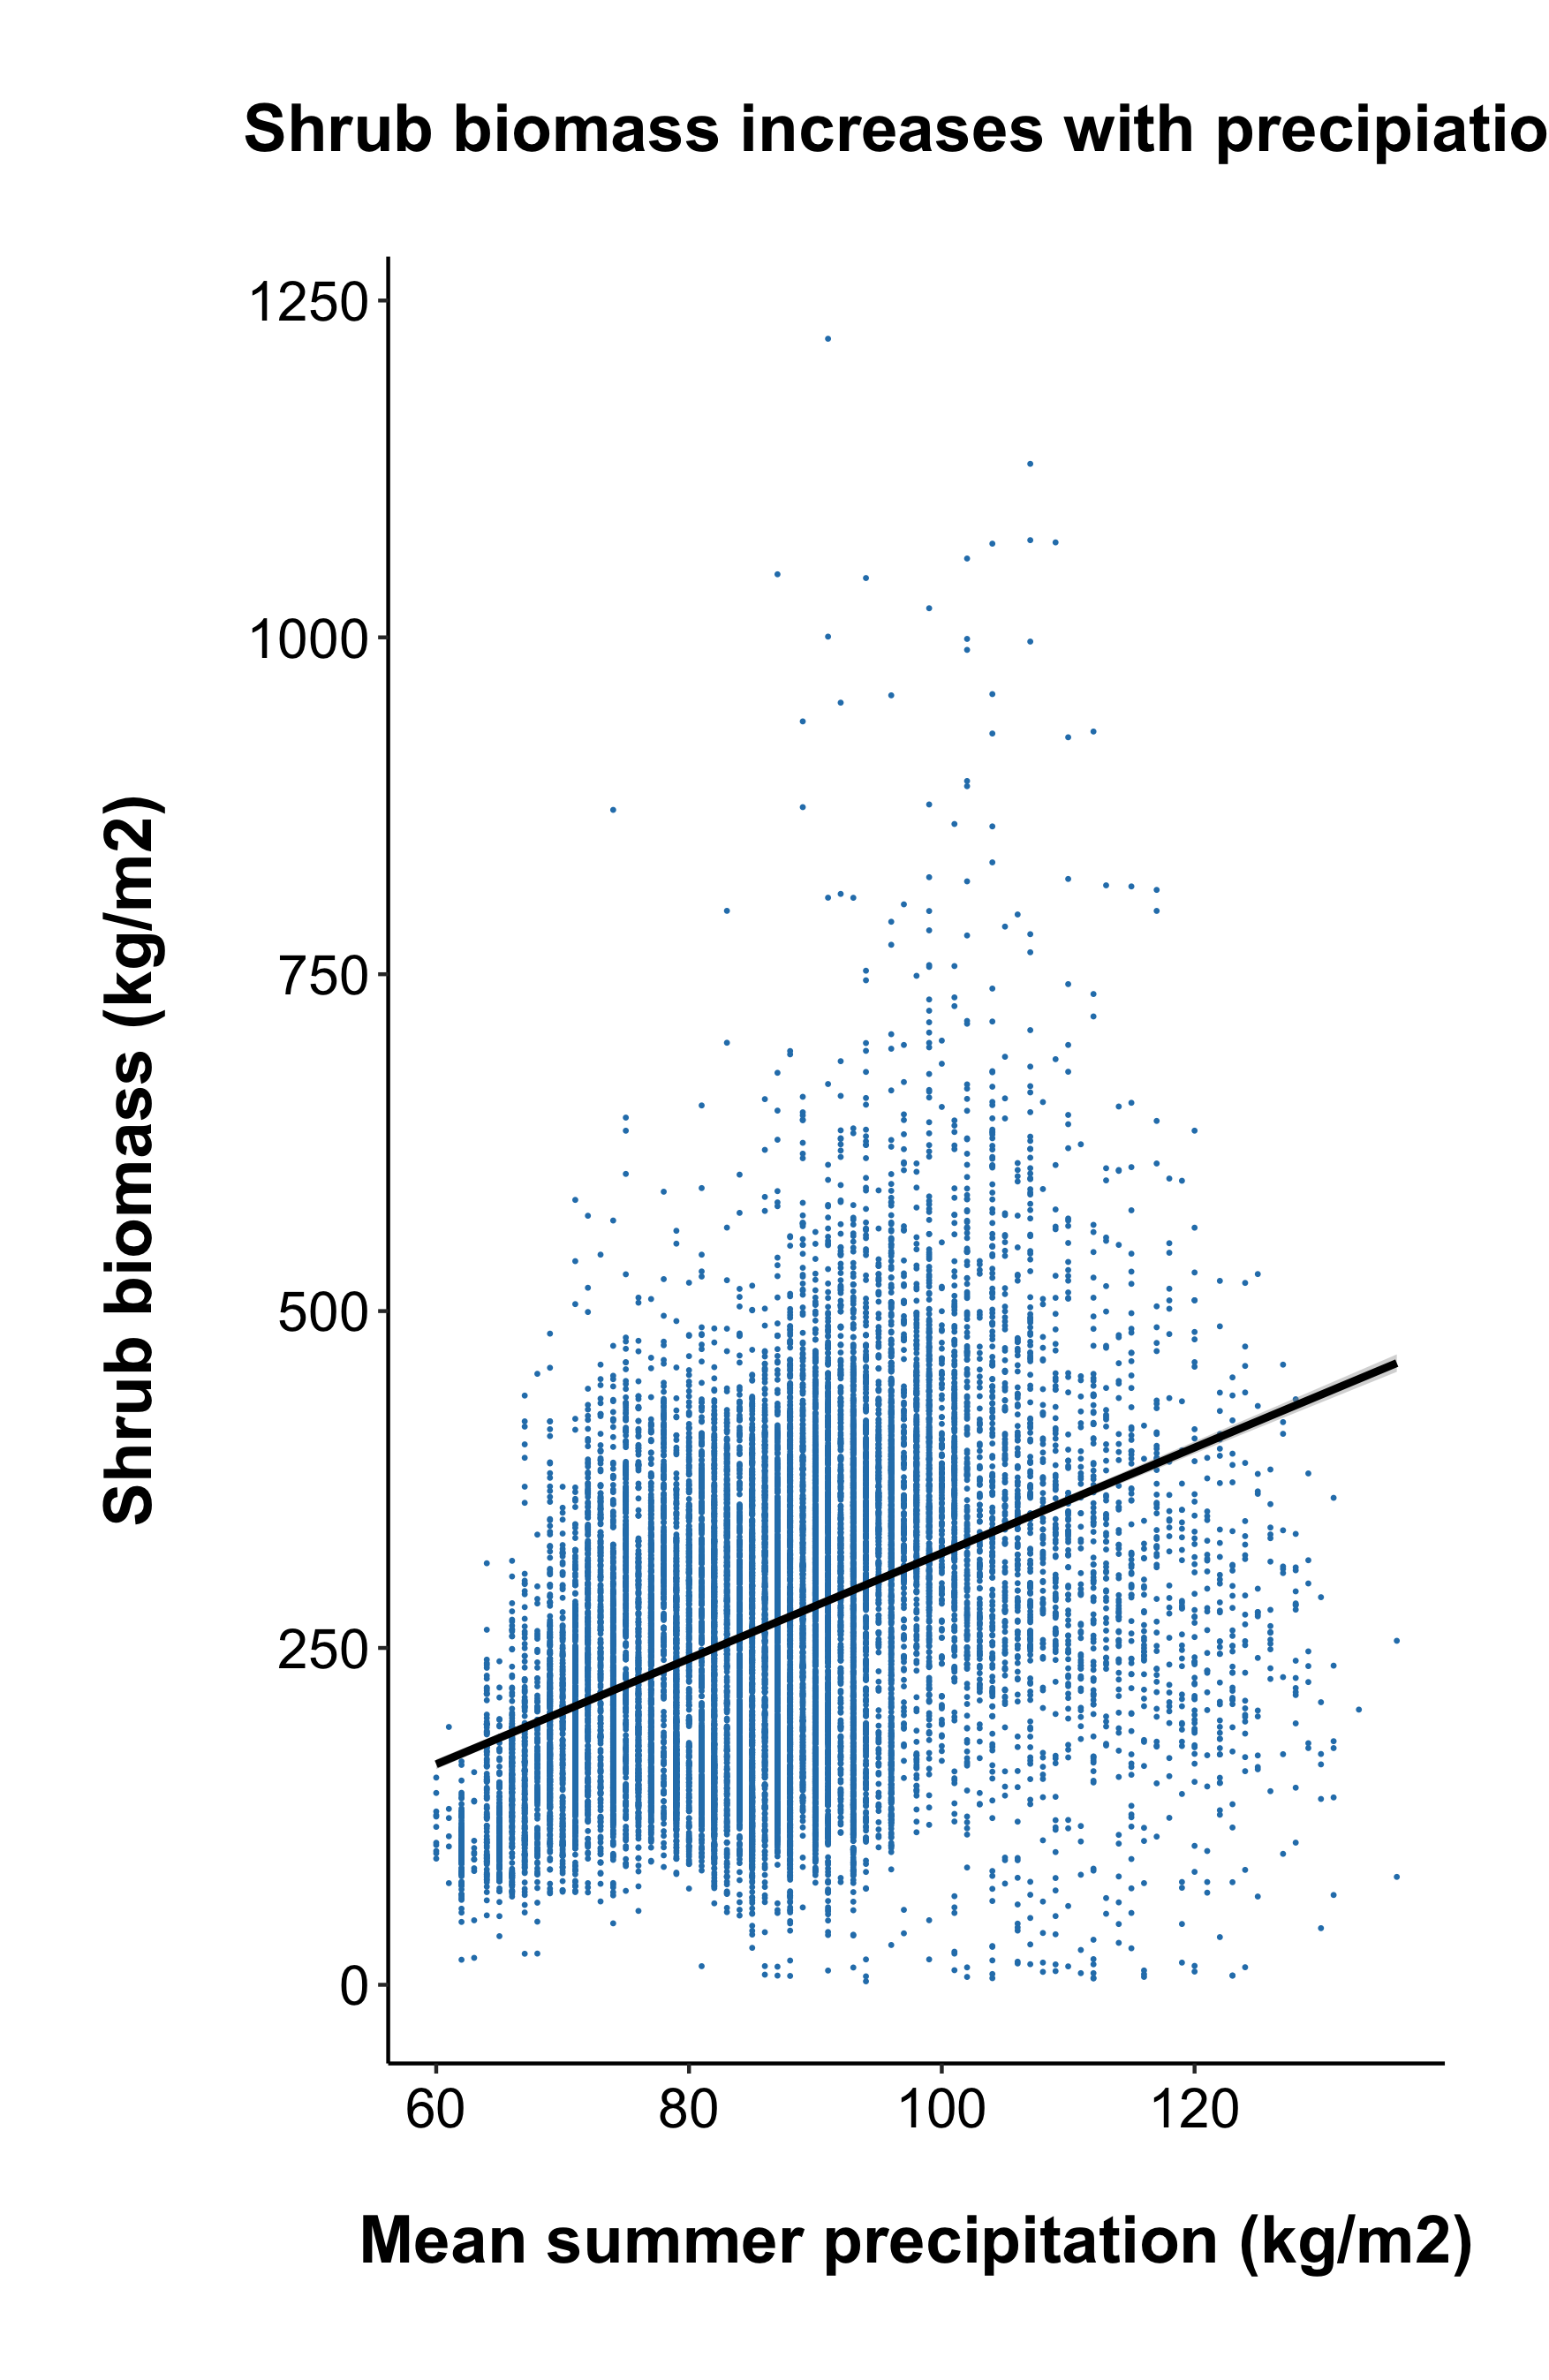 Shrub biomass increases with precipiatio
1250
1000
750
500
250
0
Shrub biomass (kg/m2)
60 80 100 120
Mean summer precipitation (kg/m2)